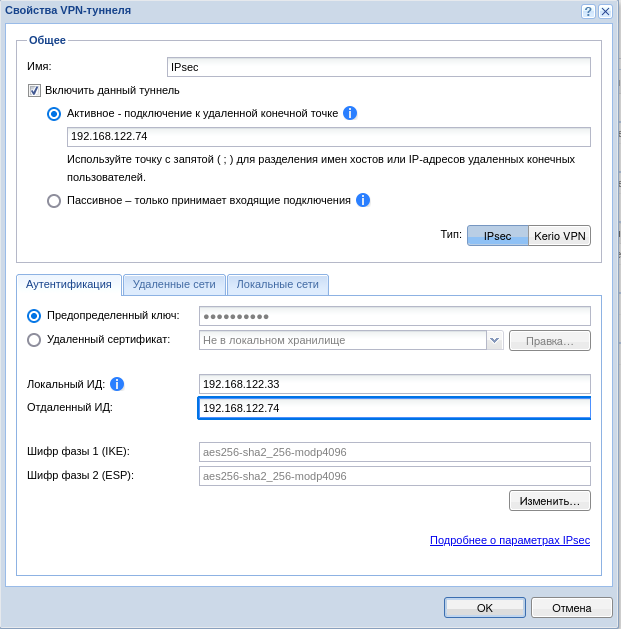 Свойства VPN-туннеля
Общее
Имя: IPsec
Включить данный туннель
Активное - подключение к удаленной конечной точке
192.168.122.74
Используйте точку с запятой ( ; ) для разделения имен хостов или IP-адресов удаленных конечных
пользователей.
Пассивное – только принимает входящие подключения
Тип: IPsec Kerio VPN
Аутентификация Удаленные сети Локальные сети
Предопределенный ключ: ●●●●●●●●●●
Удаленный сертификат: Не в локальном хранилище Правка...
Локальный ИД: 192.168.122.33
Отдаленный ИД: 192.168.122.74
Шифр фазы 1 (IKE): aes256-sha2_256-modp4096
Шифр фазы 2 (ESP): aes256-sha2_256-modp4096
Изменить...
Подробнее о параметрах IPsec
OK Отмена